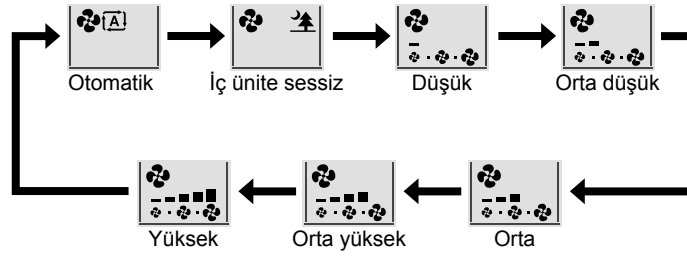 A
Otomatik
İç ünite sessiz
Düşük
Orta düşük
Yüksek
Orta yüksek
Orta